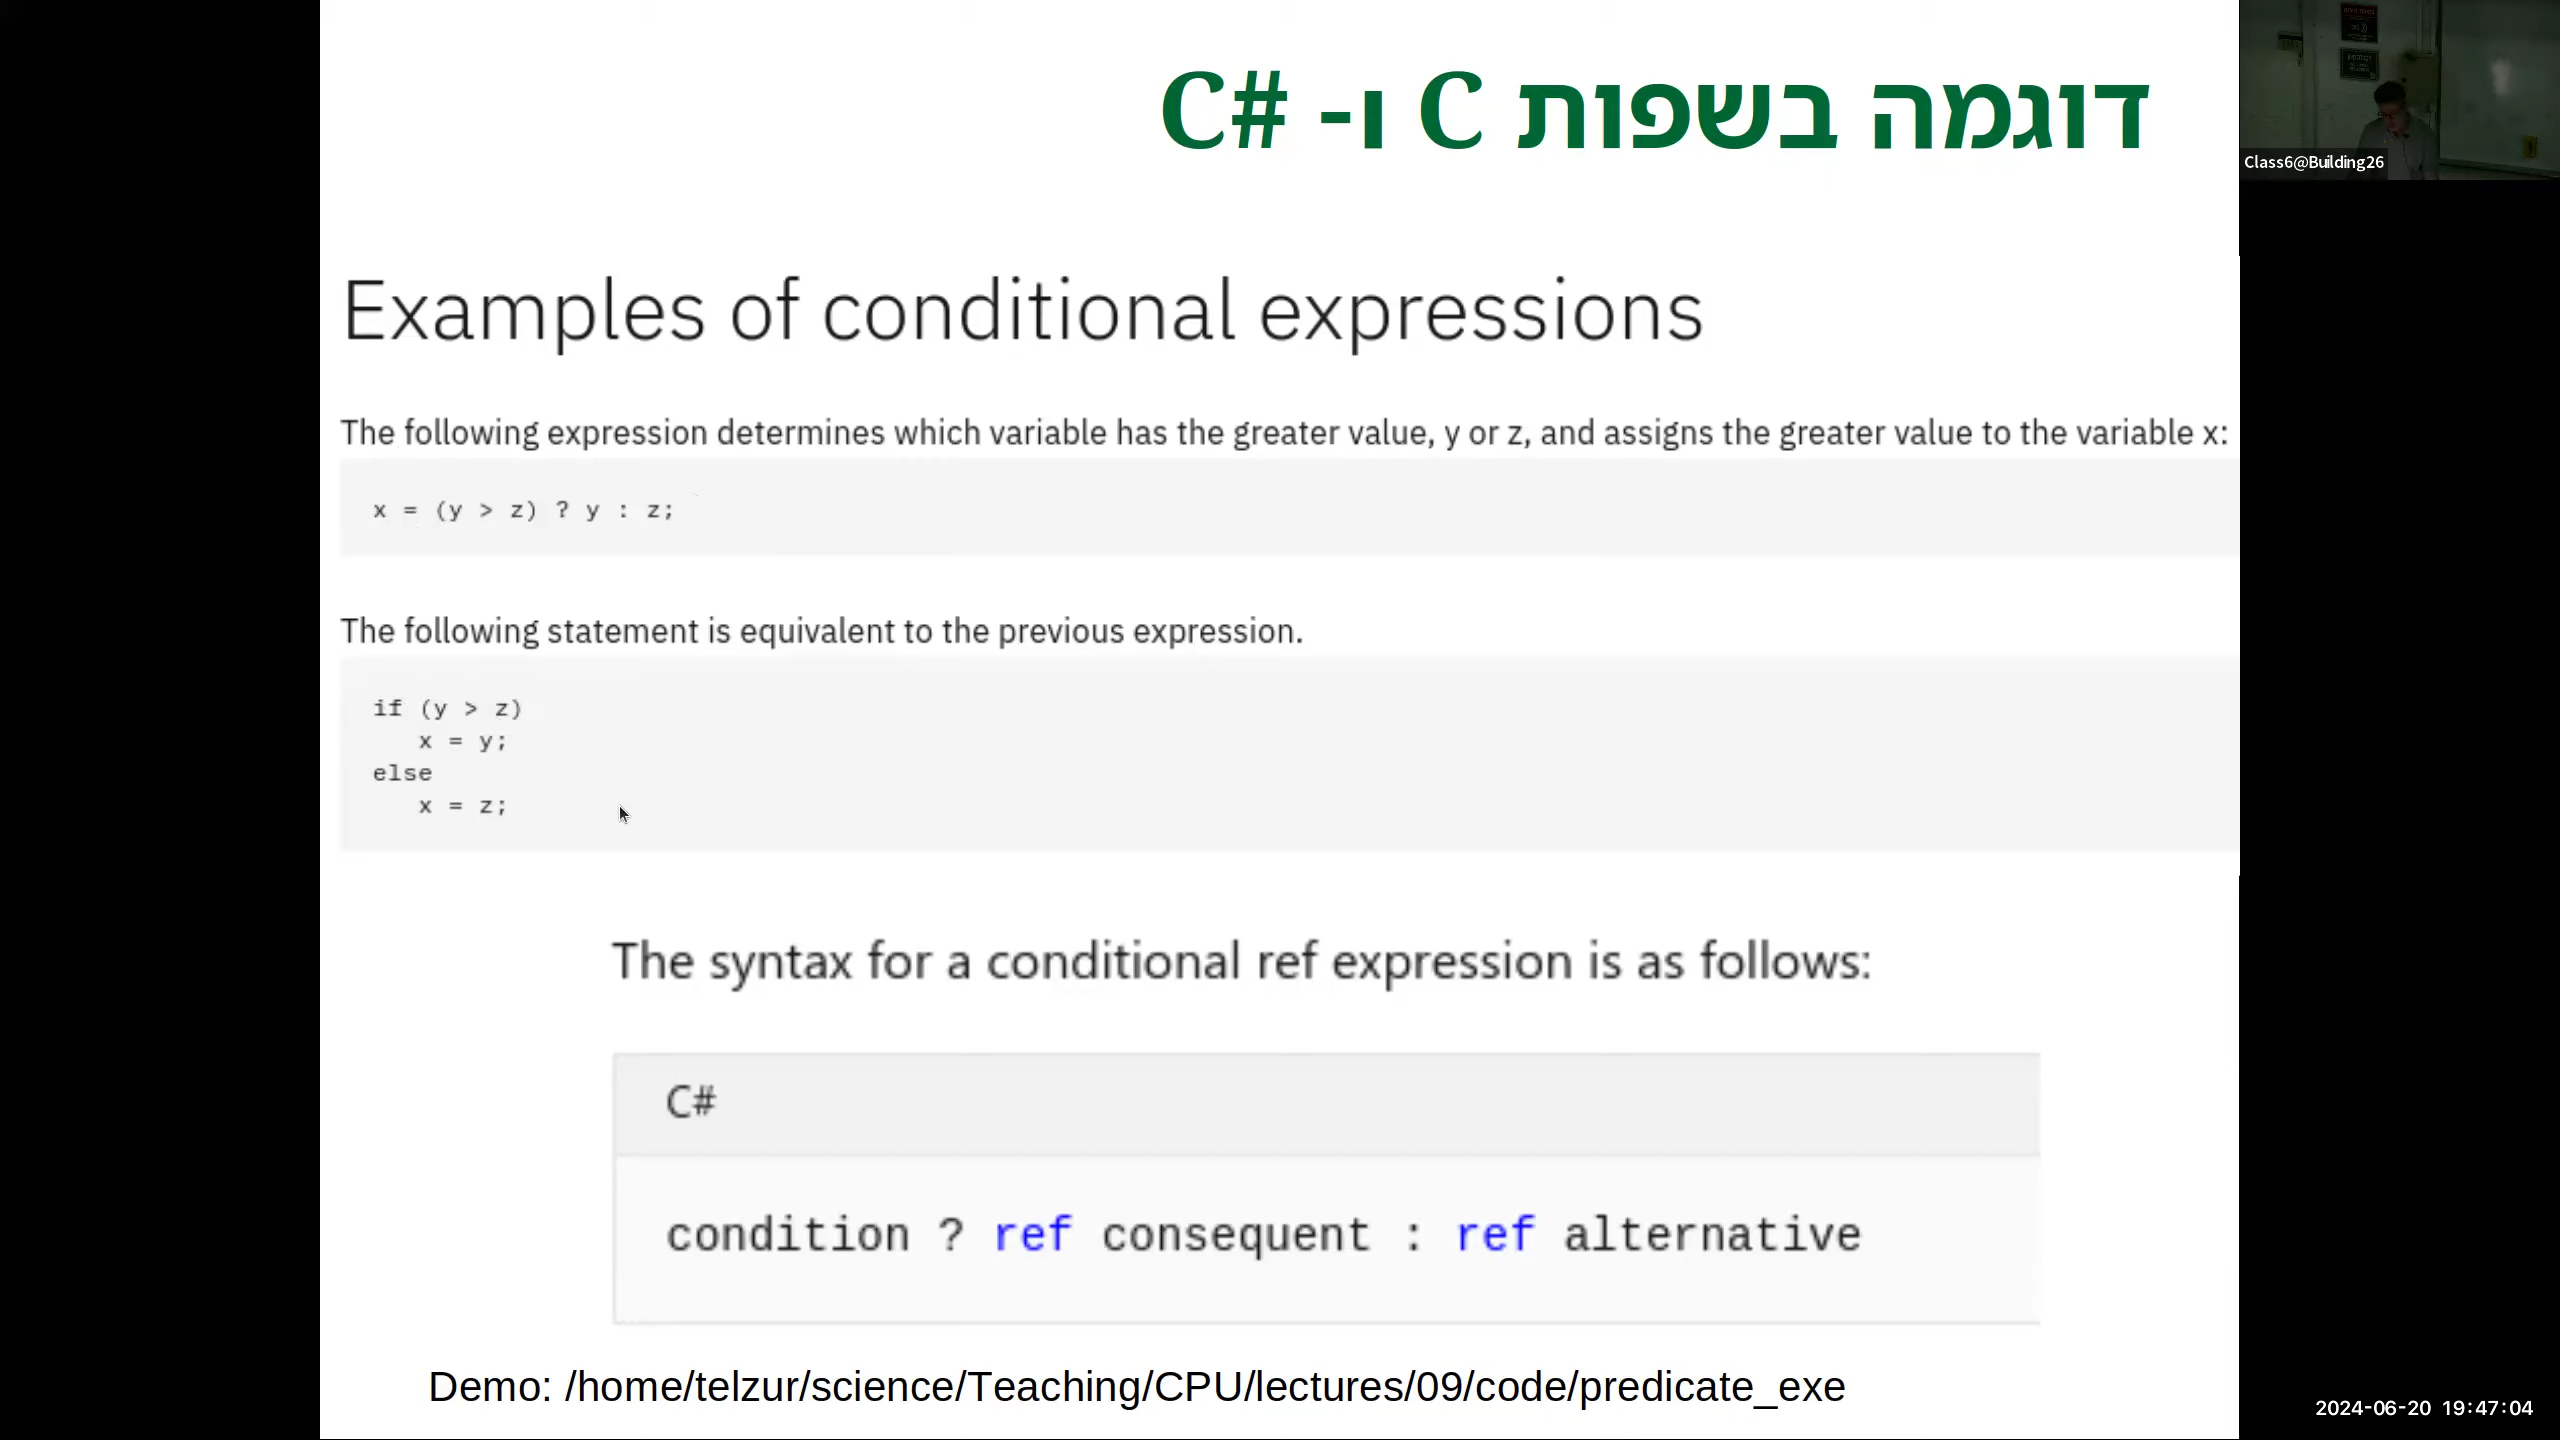 דוגמה בשפות C ו- C#
Class6@Building26
Examples of conditional expressions
The following expression determines which variable has the greater value, y or z, and assigns the greater value to the variable x:
x = (y > z) ? y : z;
The following statement is equivalent to the previous expression.
if (y > z)
   x = y;
else
   x = z;
The syntax for a conditional ref expression is as follows:
C#
condition ? ref consequent : ref alternative
Demo: /home/telzur/science/Teaching/CPU/lectures/09/code/predicate_exe
2024-06-20 19:47:04